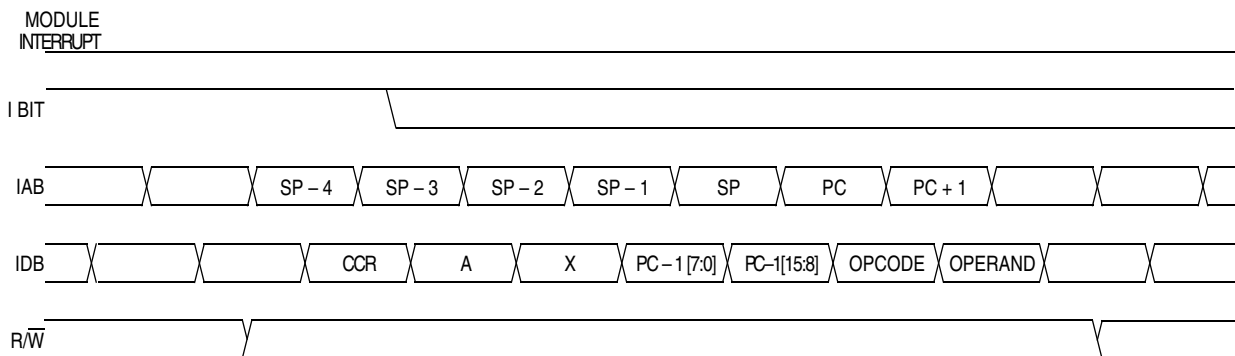 MODULE
INTERRUPT
I BIT
IAB SP – 4 SP – 3 SP – 2 SP – 1 SP PC PC + 1
IDB CCR A X PC – 1 [7:0] PC–1[15:8] OPCODE OPERAND
R/W̅